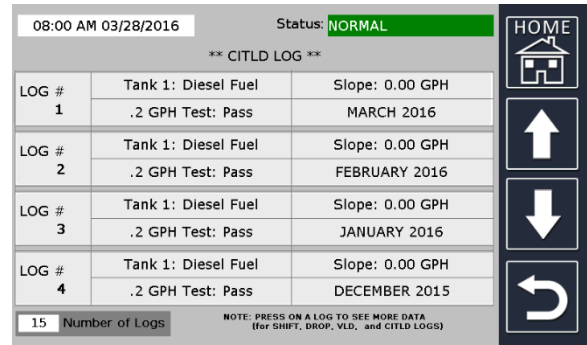 08:00 AM 03/28/2016 Status: NORMAL HOME
** CITLD LOG **
LOG # Tank 1: Diesel Fuel Slope: 0.00 GPH
1 .2 GPH Test: Pass MARCH 2016
LOG # Tank 1: Diesel Fuel Slope: 0.00 GPH
2 .2 GPH Test: Pass FEBRUARY 2016
LOG # Tank 1: Diesel Fuel Slope: 0.00 GPH
3 .2 GPH Test: Pass JANUARY 2016
LOG # Tank 1: Diesel Fuel Slope: 0.00 GPH
4 .2 GPH Test: Pass DECEMBER 2015
15 Number of Logs
NOTE: PRESS ON A LOG TO SEE MORE DATA
(for SHIFT, DROP, VLD, and CITLD LOGS)